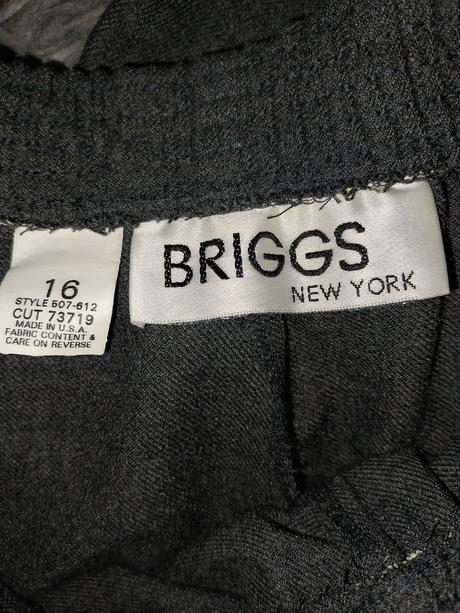 16
STYLE 507-612
CUT 73719
MADE IN U.S.A.
FABRIC CONTENT &
CARE ON REVERSE
BRIGGS
NEW YORK